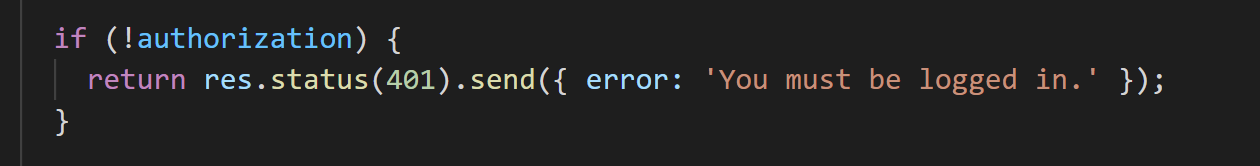 if (!authorization) {
  return res.status(401).send({ error: 'You must be logged in.' });
}